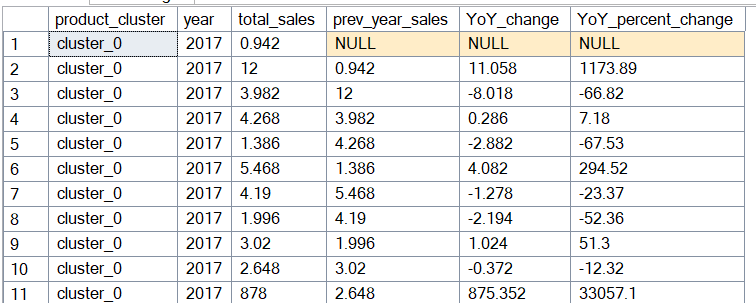 product_cluster year total_sales prev_year_sales YoY_change YoY_percent_change
1 cluster_0 2017 0.942 NULL NULL NULL
2 cluster_0 2017 12 0.942 11.058 1173.89
3 cluster_0 2017 3.982 12 -8.018 -66.82
4 cluster_0 2017 4.268 3.982 0.286 7.18
5 cluster_0 2017 1.386 4.268 -2.882 -67.53
6 cluster_0 2017 5.468 1.386 4.082 294.52
7 cluster_0 2017 4.19 5.468 -1.278 -23.37
8 cluster_0 2017 1.996 4.19 -2.194 -52.36
9 cluster_0 2017 3.02 1.996 1.024 51.3
10 cluster_0 2017 2.648 3.02 -0.372 -12.32
11 cluster_0 2017 878 2.648 875.352 33057.1